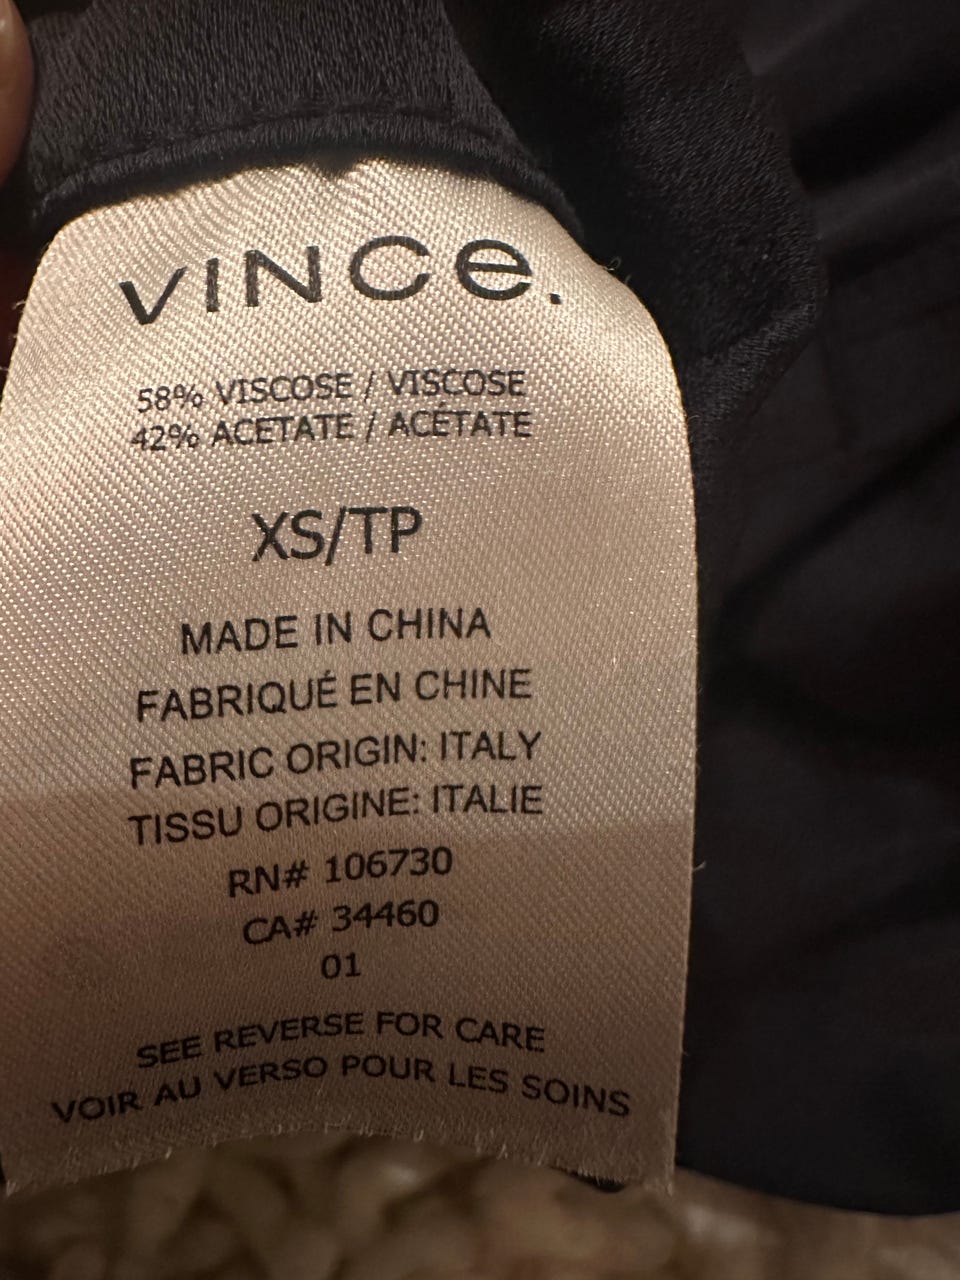 VINCe.
58% VISCOSE / VISCOSE
42% ACETATE / ACÉTATE
XS/TP
MADE IN CHINA
FABRIQUÉ EN CHINE
FABRIC ORIGIN: ITALY
TISSU ORIGINE: ITALIE
RN# 106730
CA# 34460
01
SEE REVERSE FOR CARE
VOIR AU VERSO POUR LES SOINS